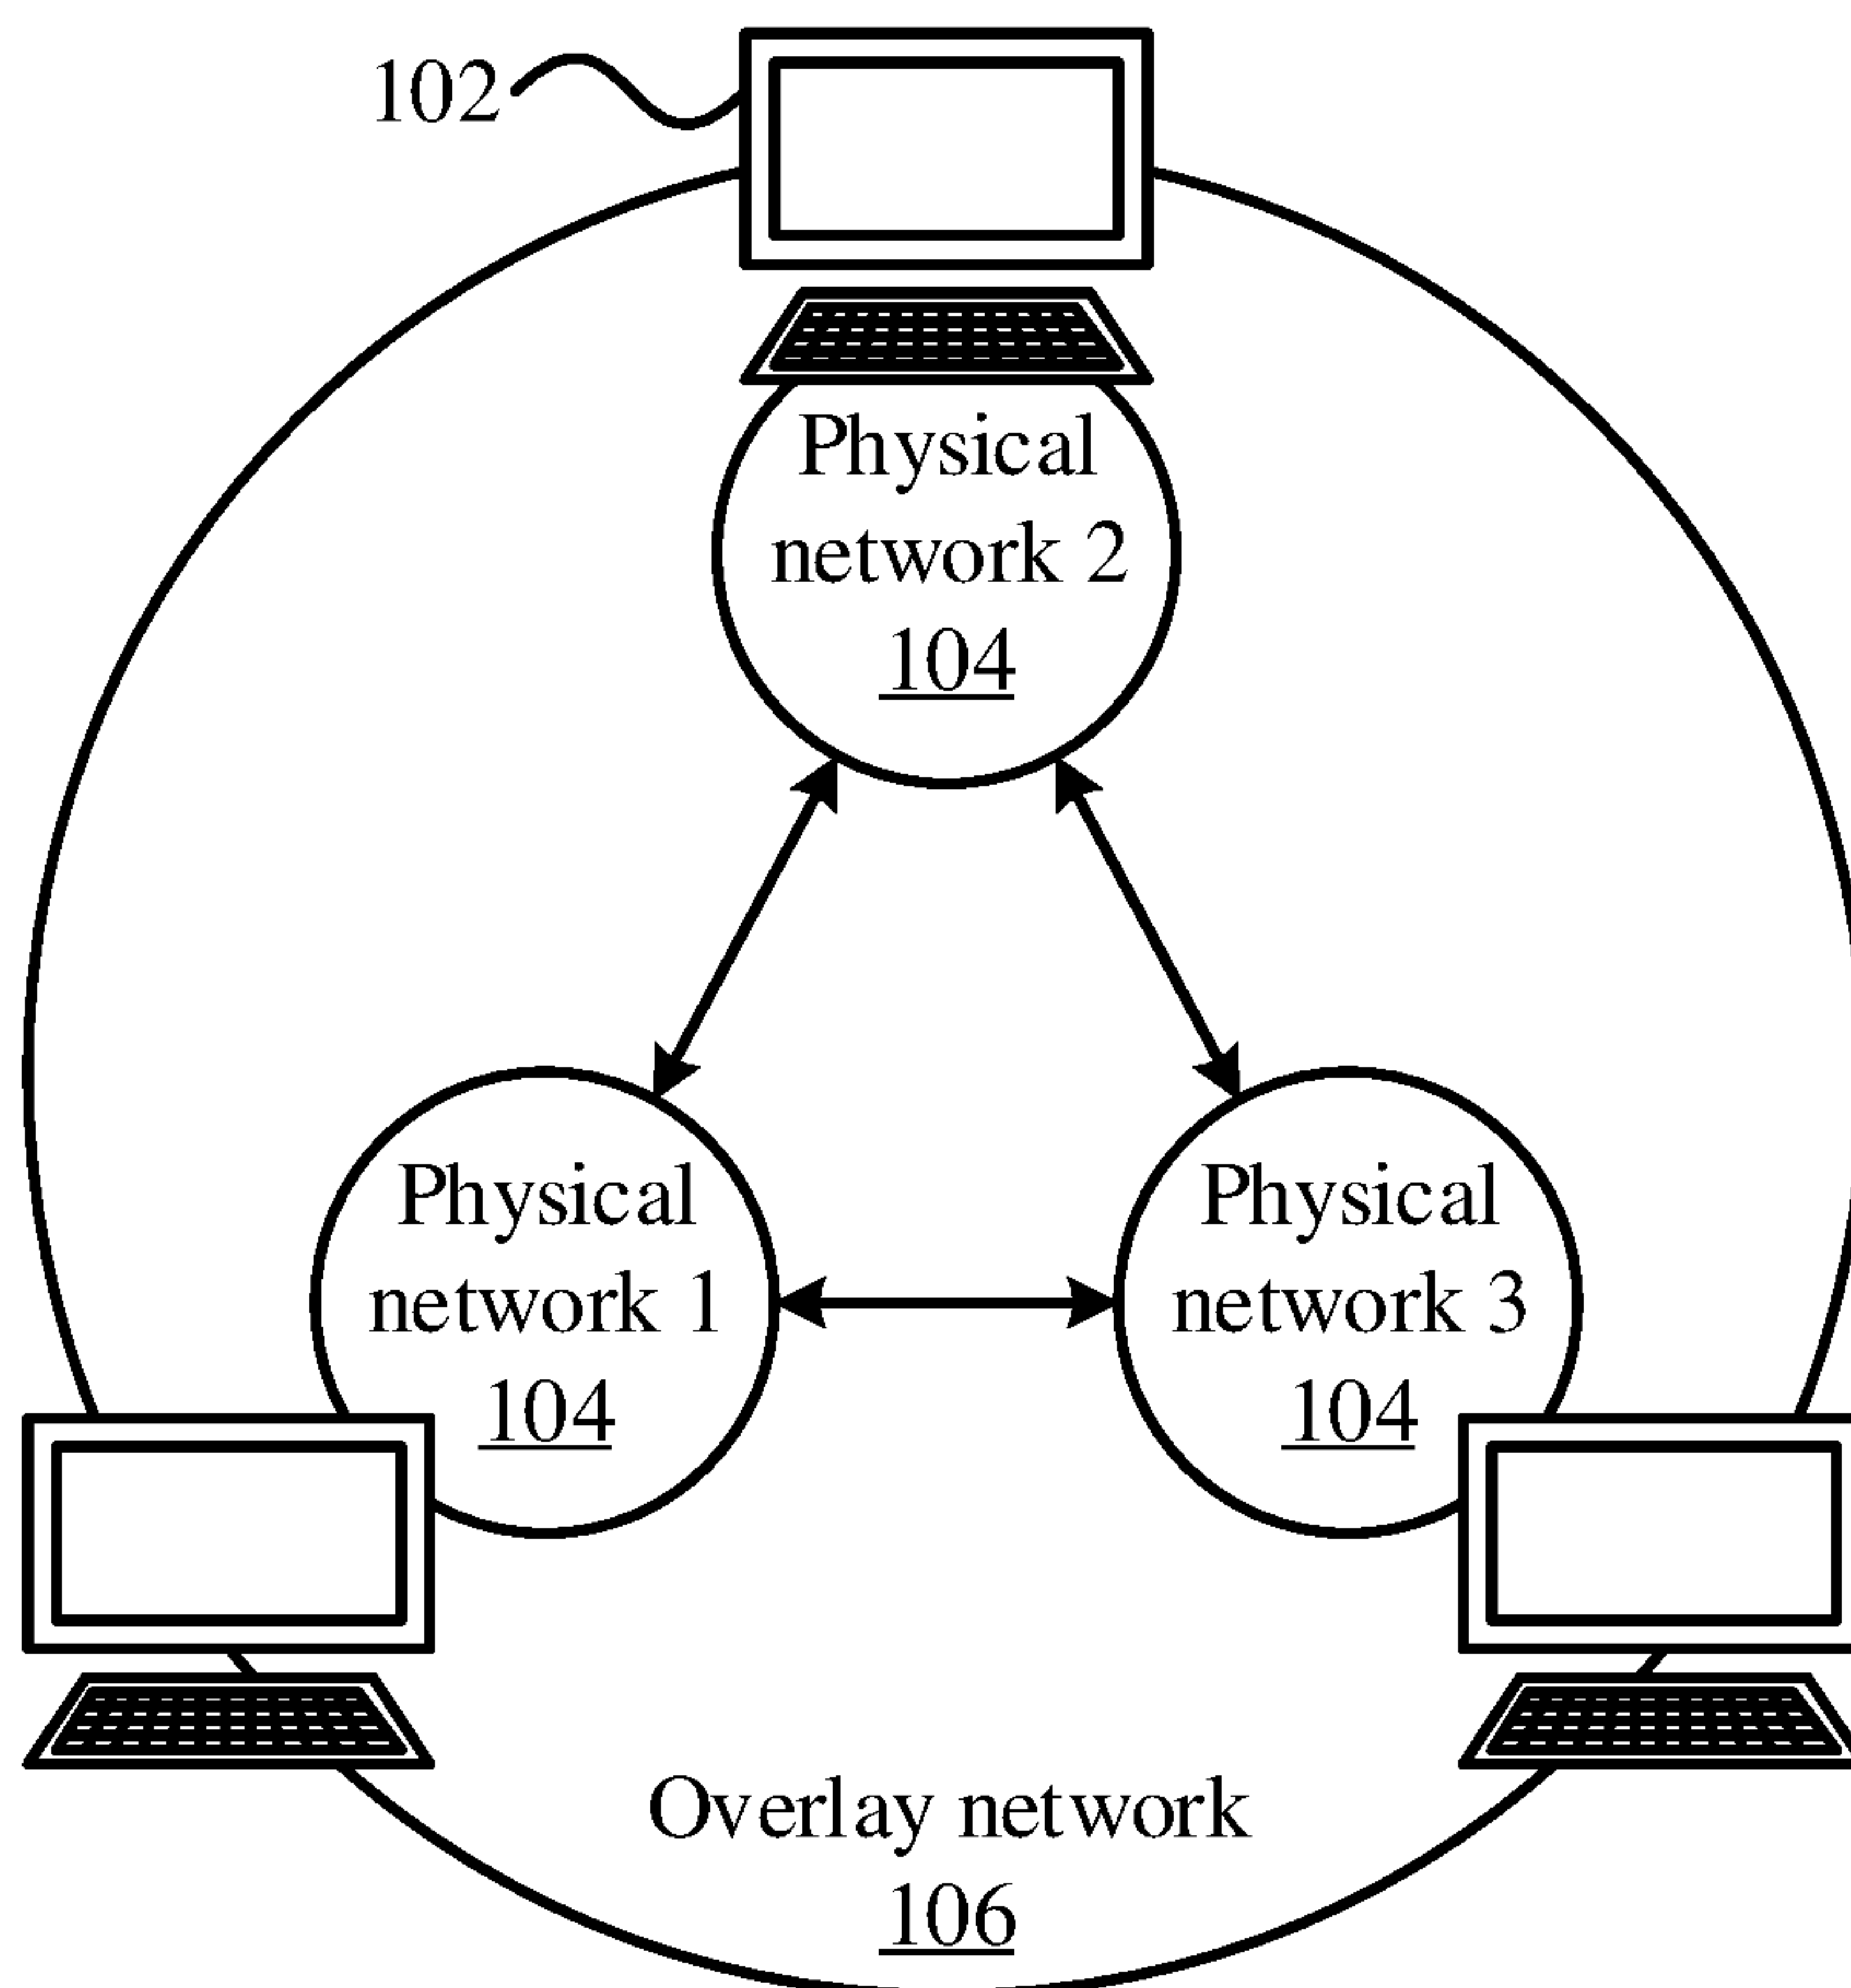 102
Physical
network 2
104
Physical
network 1
104
Physical
network 3
104
Overlay network
106